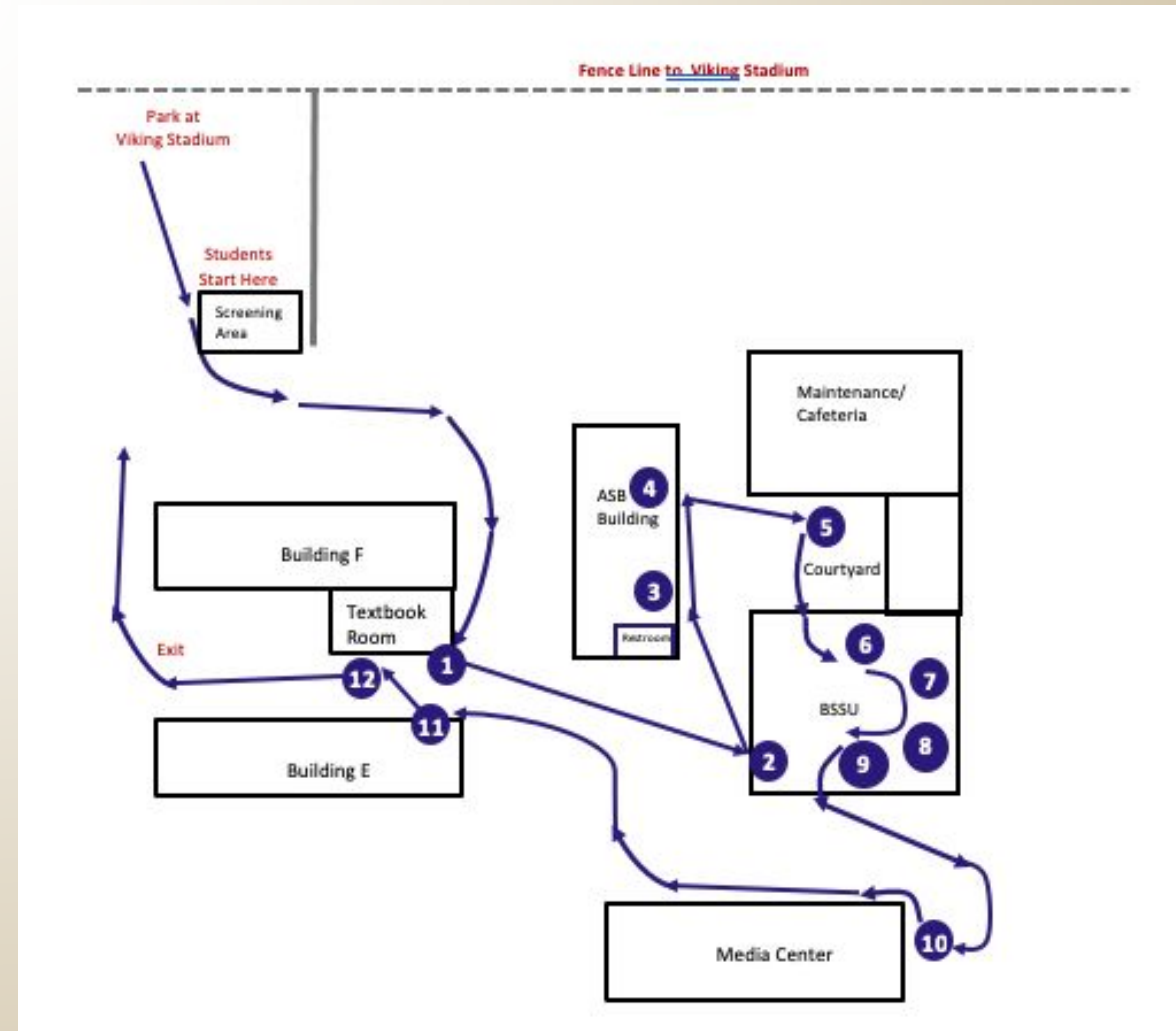 Fence Line to Viking Stadium
Park at
Viking Stadium
Students
Start Here
Screening
Area
Maintenance/
Cafeteria
ASB
Building
4
5
Courtyard
Building F
3
Restroom
Textbook
Room
1
12
Exit
6
7
BSSU
8
9
2
11
Building E
10
Media Center